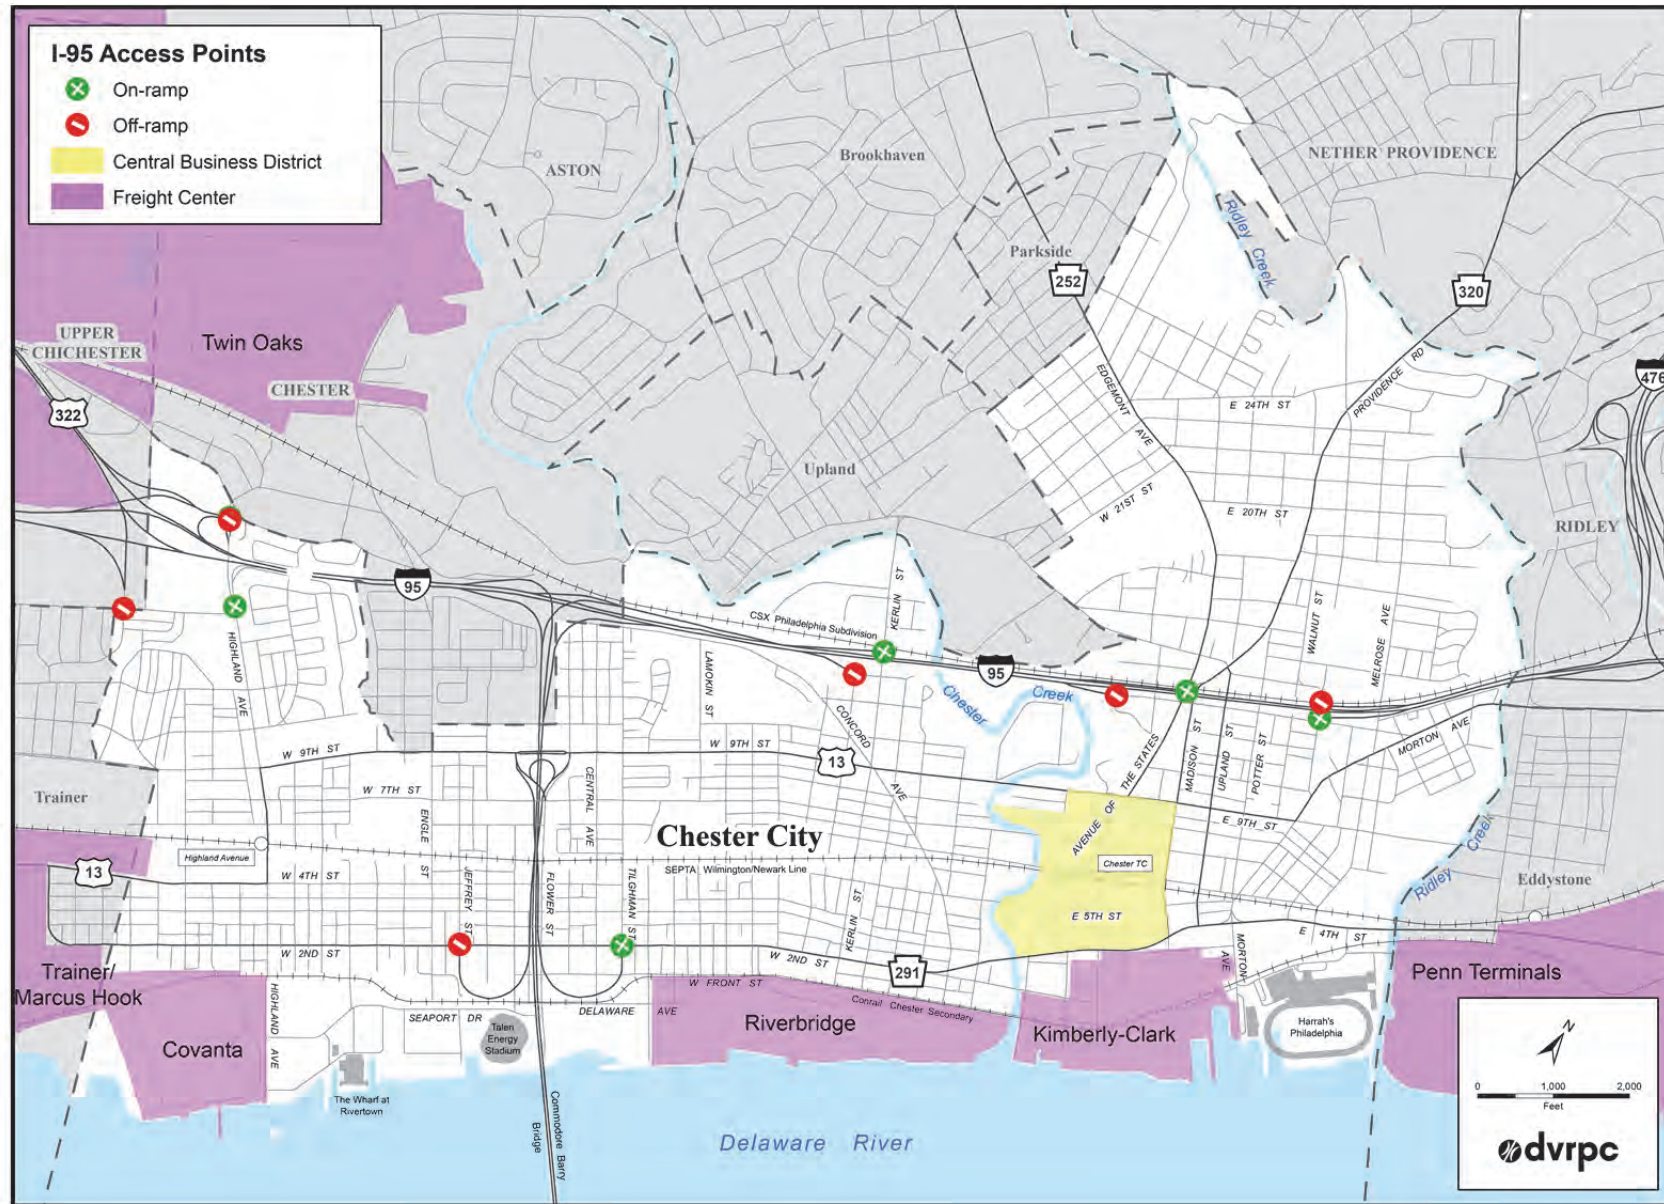 I-95 Access Points
On-ramp
Off-ramp
Central Business District
Freight Center
ASTON
Brookhaven
NETHER PROVIDENCE
Ridley Creek
Parkside
252
320
UPPER
CHICHESTER
Twin Oaks
CHESTER
322
476
EDGEMONT AVE
PROVIDENCE RD
E 24TH ST
Upland
W 21ST ST
E 20TH ST
RIDLEY
95
KERLIN ST
CSX Philadelphia Subdivision
WALNUT ST
MELROSE AVE
HIGHLAND AVE
LAMOKIN ST
95
Chester Creek
CONCORD AVE
W 9TH ST
W 9TH ST
13
AVENUE OF THE STATES
MADISON ST
UPLAND ST
POTTER ST
MORTON AVE
Trainer
W 7TH ST
ENGLE ST
CENTRAL AVE
E 9TH ST
Chester City
Highland Avenue
Chester TC
13
W 4TH ST
JEFFREY ST
FLOWER ST
TILGHMAN ST
SEPTA Wilmington/Newark Line
KERLIN ST
Ridley Creek
Eddystone
E 5TH ST
E 4TH ST
W 2ND ST
W 2ND ST
291
MORTON AVE
Trainer/
Marcus Hook
HIGHLAND AVE
W FRONT ST
Conrail Chester Secondary
Penn Terminals
SEAPORT DR
DELAWARE AVE
Talen
Energy
Stadium
Riverbridge
Kimberly-Clark
Harrah's
Philadelphia
Covanta
The Wharf at
Rivertown
Commodore Barry
Bridge
Delaware River
N
0 1,000 2,000
Feet
dvrpc